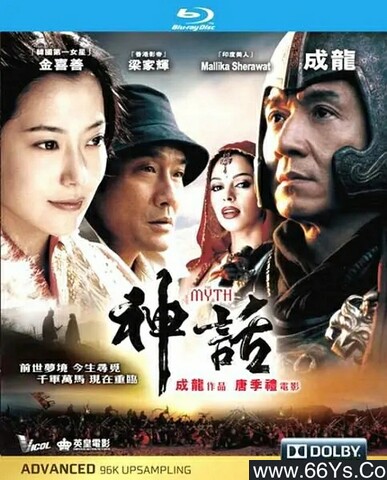 Blu-ray Disc
韓國第一女星
金喜善
「香港影帝」
梁家輝
「印度美人」
Mallika Sherawat
成龍
MYTH
神話
前世夢境 今生尋覓
千軍萬馬 現在重臨
成龍作品 唐季禮電影
VICOL
英皇電影
DOLBY
ADVANCED 96K UPSAMPLING
www.66Ys.Co